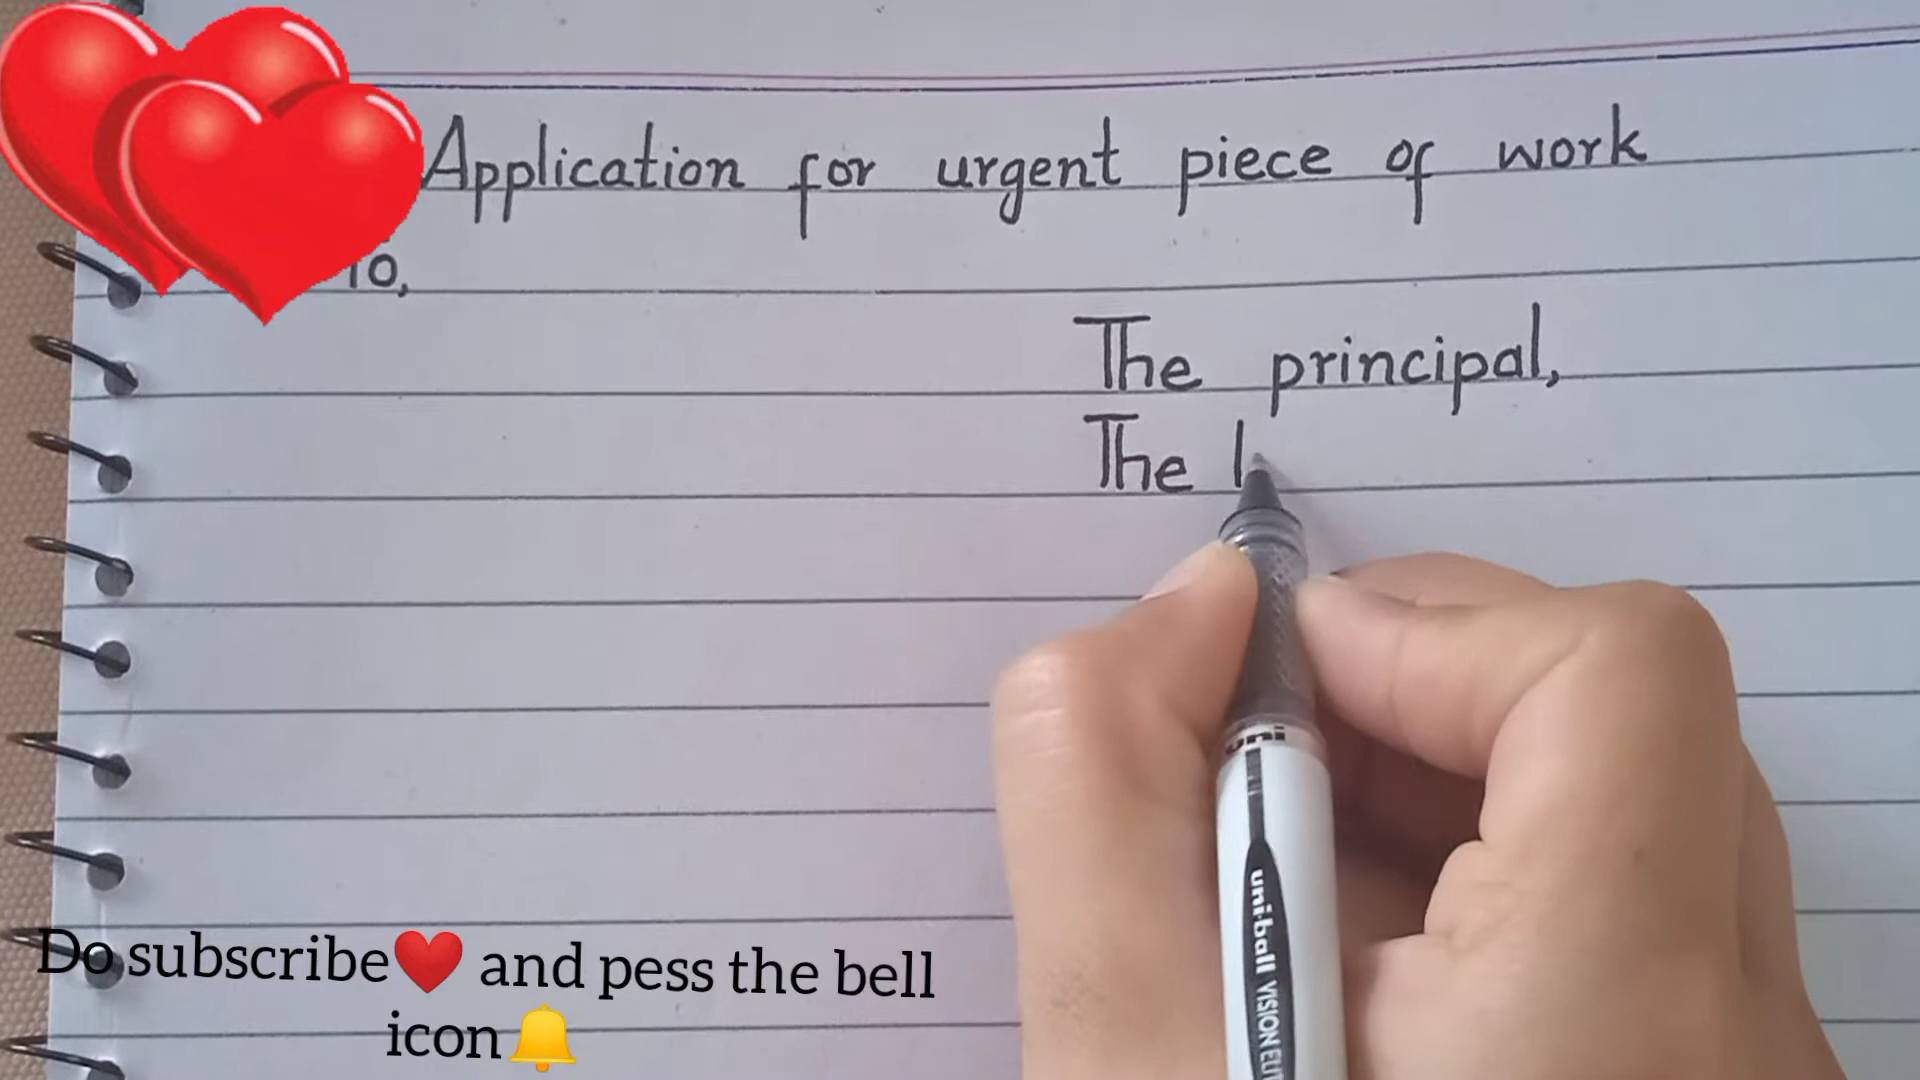 Application for urgent piece of work
To,
The principal,
The
uni
uni-ball VISION ELIT
Do subscribe❤️ and pess the bell
icon🔔